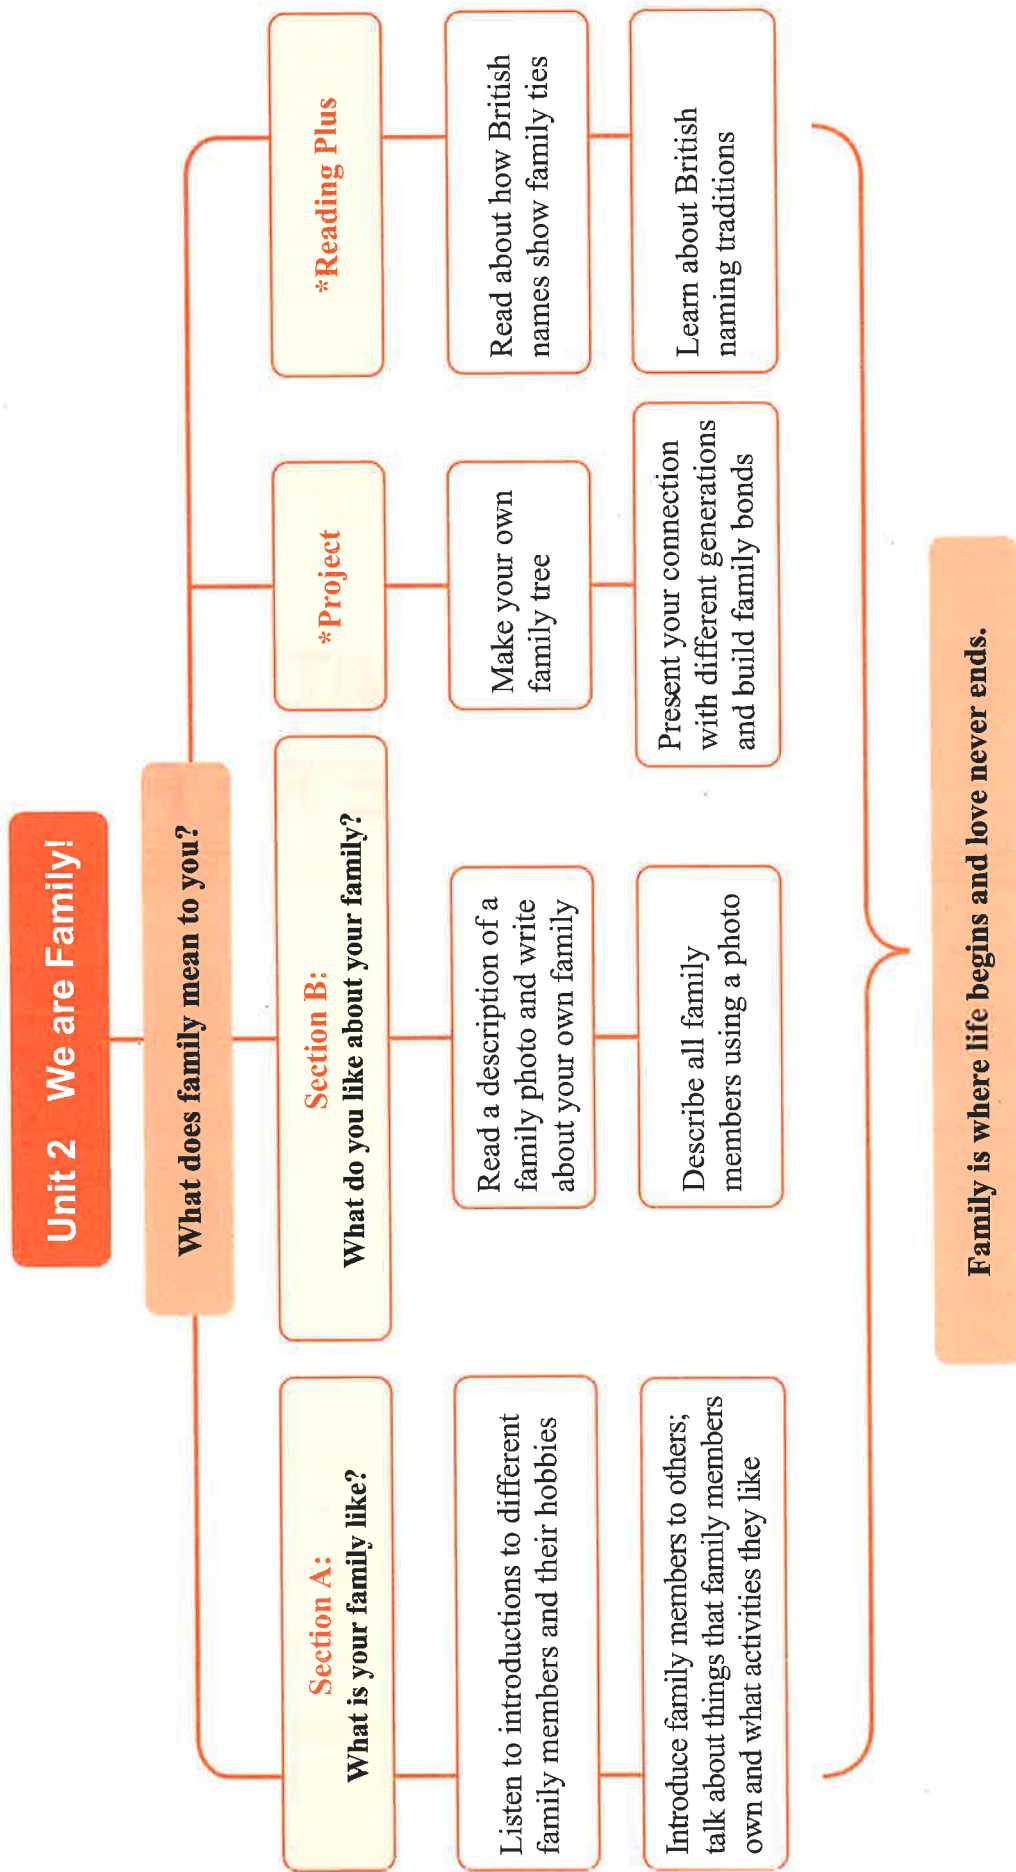 Unit 2 We are Family!
What does family mean to you?
Section A:
What is your family like?
Listen to introductions to different
family members and their hobbies
Introduce family members to others;
talk about things that family members
own and what activities they like
Section B:
What do you like about your family?
Read a description of a
family photo and write
about your own family
Describe all family
members using a photo
*Project
Make your own
family tree
Present your connection
with different generations
and build family bonds
*Reading Plus
Read about how British
names show family ties
Learn about British
naming traditions
Family is where life begins and love never ends.